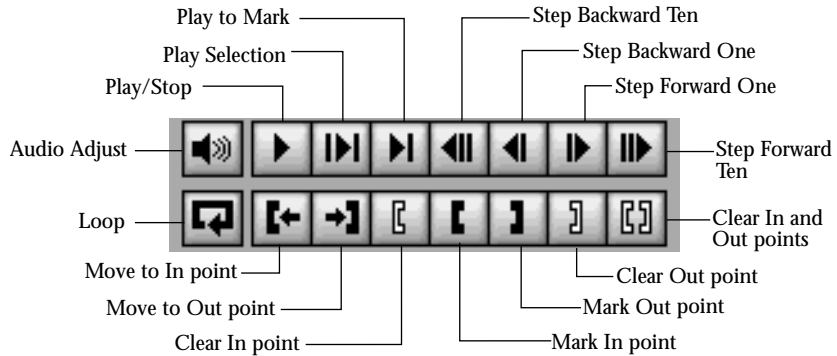 Play to Mark
Step Backward Ten
Play Selection
Step Backward One
Play/Stop
Step Forward One
Audio Adjust
Step Forward
Ten
Loop
Clear In and
Out points
Move to In point
Clear Out point
Move to Out point
Mark Out point
Clear In point
Mark In point